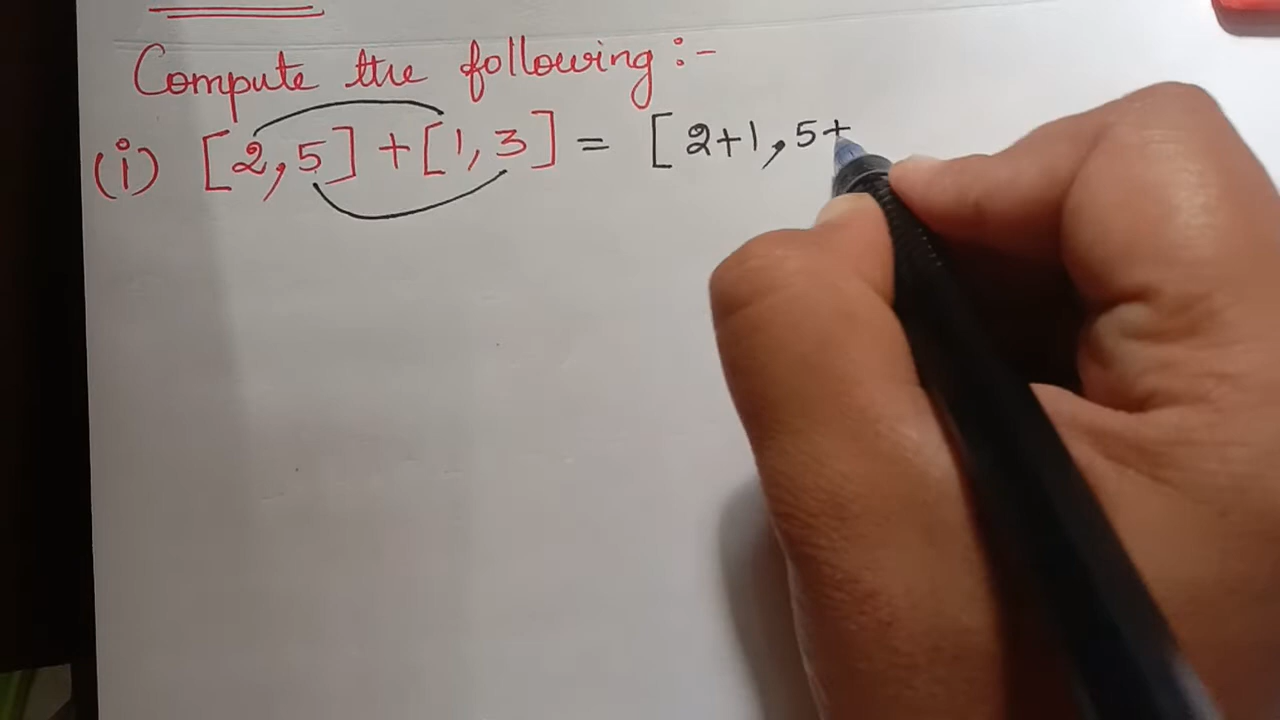 Compute the following :-
(i) [2, 5] + [1, 3] = [2+1, 5+